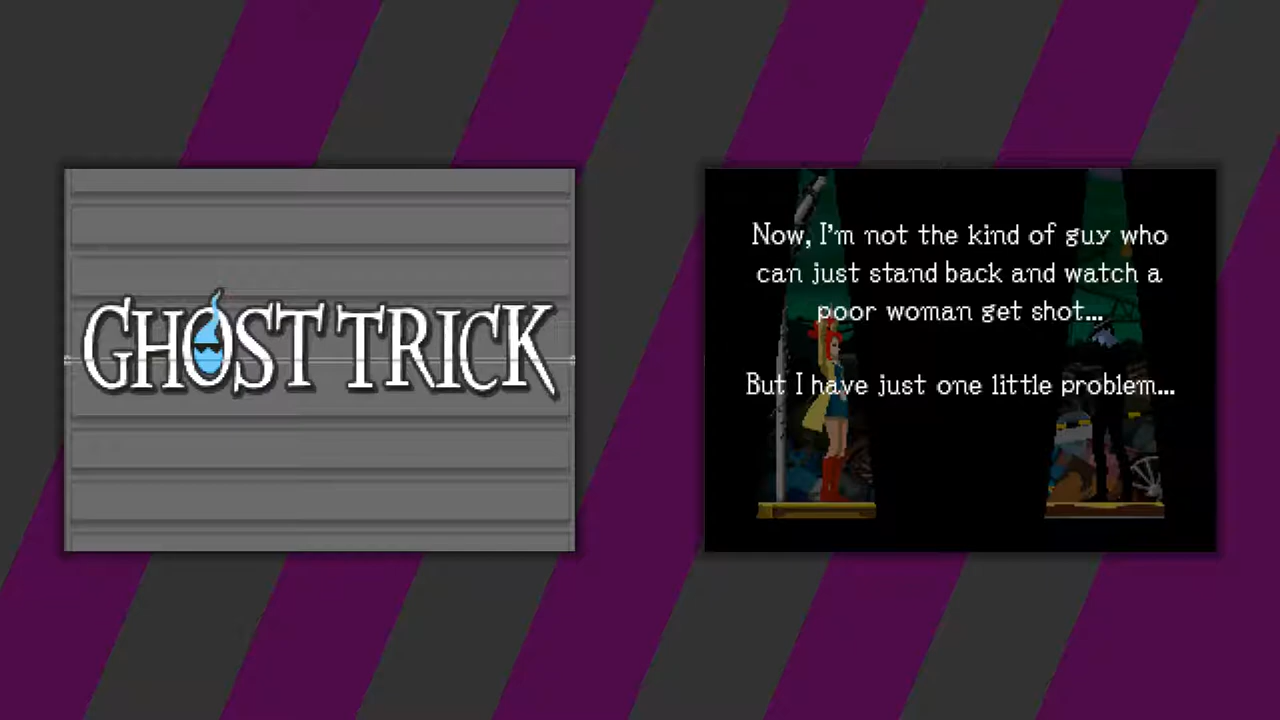 GHOST TRICK
Now, I'm not the kind of guy who
can just stand back and watch a
poor woman get shot...
But I have just one little problem...